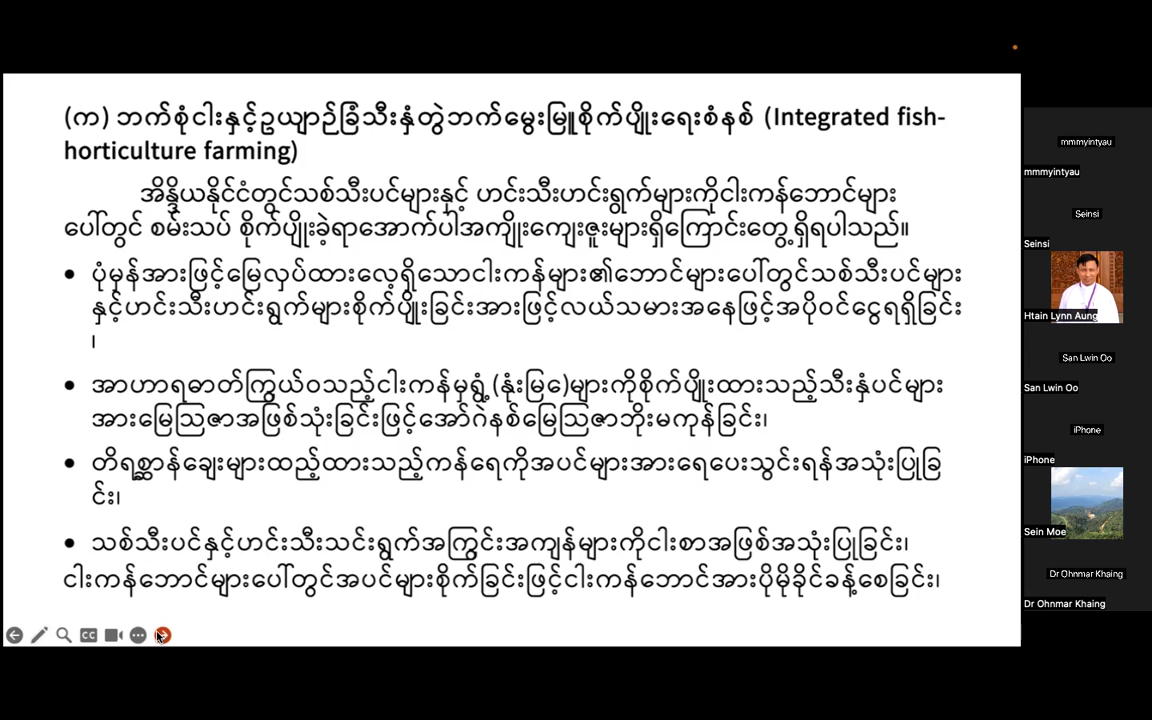 (က) ဘက်စုံငါးနှင့်ဥယျာဉ်ခြံသီးနှံတွဲဘက်မွေးမြူစိုက်ပျိုးရေးစံနစ် (Integrated fish-
horticulture farming)
အိန္ဒိယနိုင်ငံတွင်သစ်သီးပင်များနှင့် ဟင်းသီးဟင်းရွက်များကိုငါးကန်ဘောင်များ
ပေါ်တွင် စမ်းသပ် စိုက်ပျိုးခဲ့ရာအောက်ပါအကျိုးကျေးဇူးများရှိကြောင်းတွေ့ရှိရပါသည်။
• ပုံမှန်အားဖြင့်မြေလှပ်ထားလေ့ရှိသောငါးကန်များ၏ဘောင်များပေါ်တွင်သစ်သီးပင်များ
နှင့်ဟင်းသီးဟင်းရွက်များစိုက်ပျိုးခြင်းအားဖြင့်လယ်သမားအနေဖြင့်အပိုဝင်ငွေရရှိခြင်း
၊
• အာဟာရဓာတ်ကြွယ်ဝသည့်ငါးကန်မှရွှံ့(နုံးမြေ)များကိုစိုက်ပျိုးထားသည့်သီးနှံပင်များ
အားမြေဩဇာအဖြစ်သုံးခြင်းဖြင့်အော်ဂဲနစ်မြေဩဇာဘိုးမကုန်ခြင်း၊
• တိရစ္ဆာန်ချေးများထည့်ထားသည့်ကန်ရေကိုအပင်များအားရေပေးသွင်းရန်အသုံးပြုခြ
င်း၊
• သစ်သီးပင်နှင့်ဟင်းသီးသင်းရွက်အကြွင်းအကျန်များကိုငါးစာအဖြစ်အသုံးပြုခြင်း၊
ငါးကန်ဘောင်များပေါ်တွင်အပင်များစိုက်ခြင်းဖြင့်ငါးကန်ဘောင်အားပိုမိုခိုင်ခန့်စေခြင်း၊
CC
mmmyintyau
mmmyintyau
Seinsi
Seinsi
Htain Lynn Aung
San Lwin Oo
San Lwin Oo
iPhone
iPhone
Sein Moe
Dr Ohnmar Khaing
Dr Ohnmar Khaing